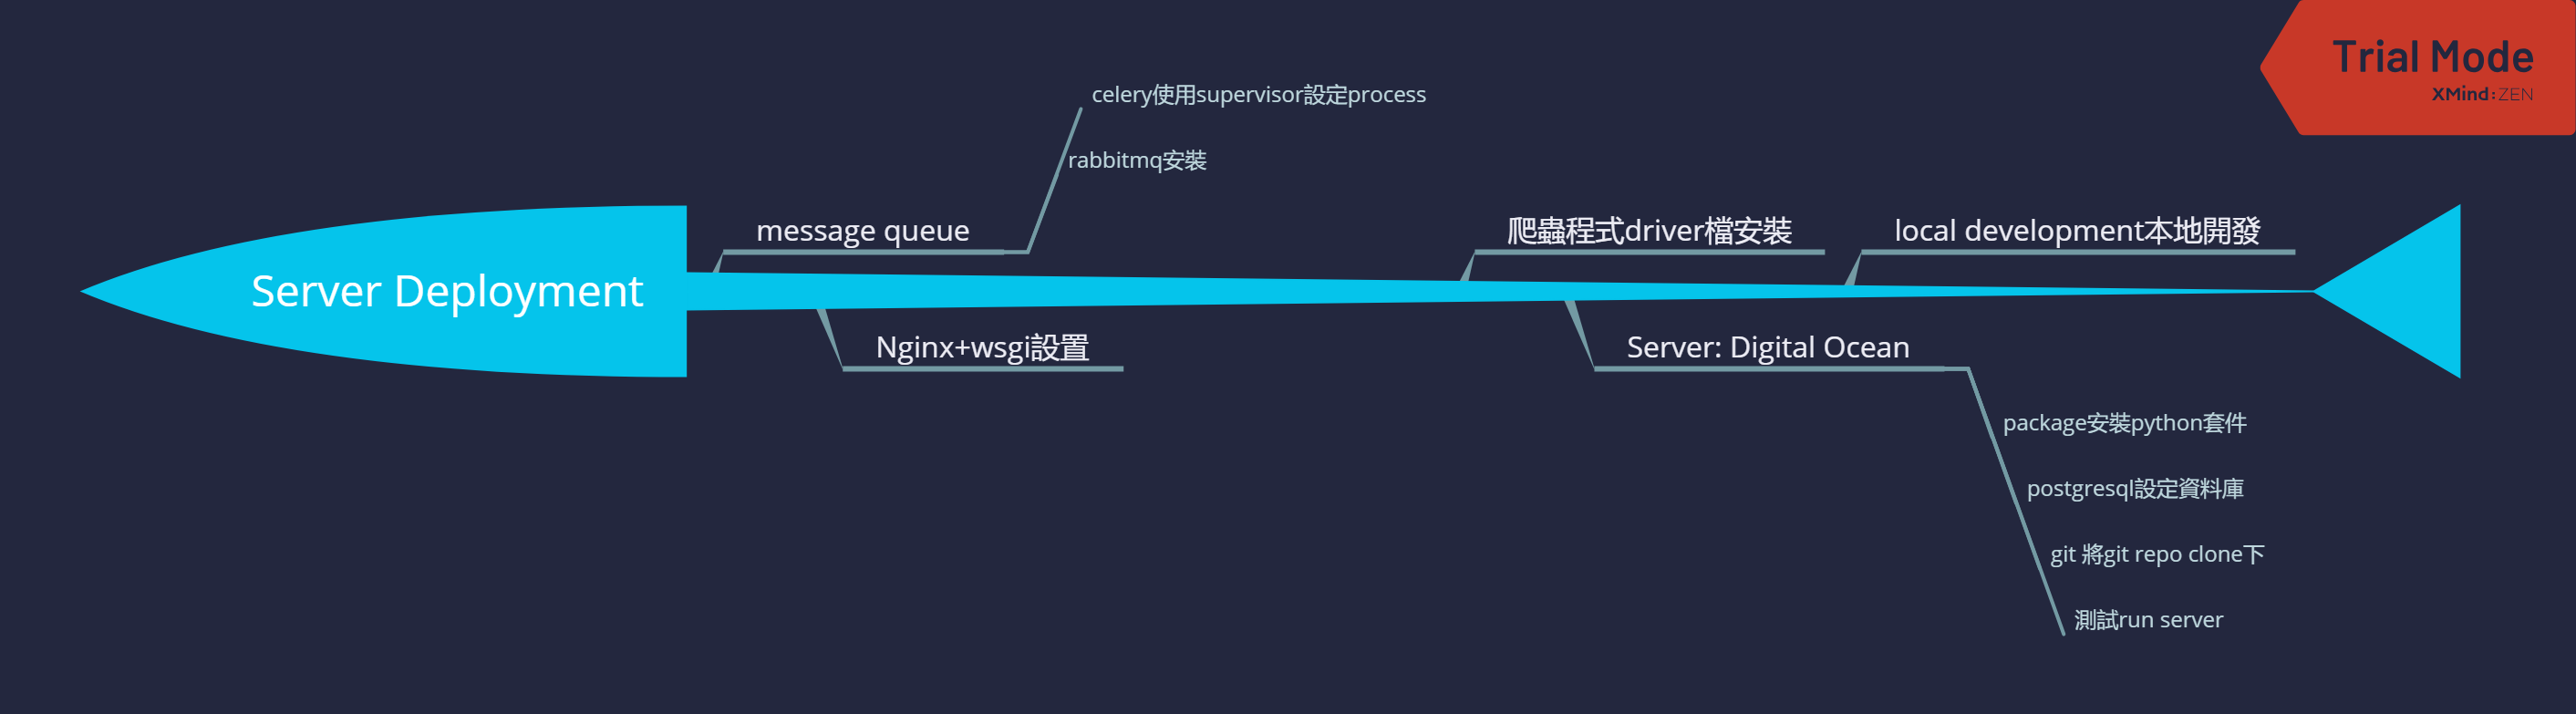 Trial Mode
XMind:ZEN
celery使用supervisor設定process
rabbitmq安裝
message queue
爬蟲程式driver檔安裝
local development本地開發
Server Deployment
Nginx+wsgi設置
Server: Digital Ocean
package安裝python套件
postgresql設定資料庫
git 將git repo clone下
測試run server